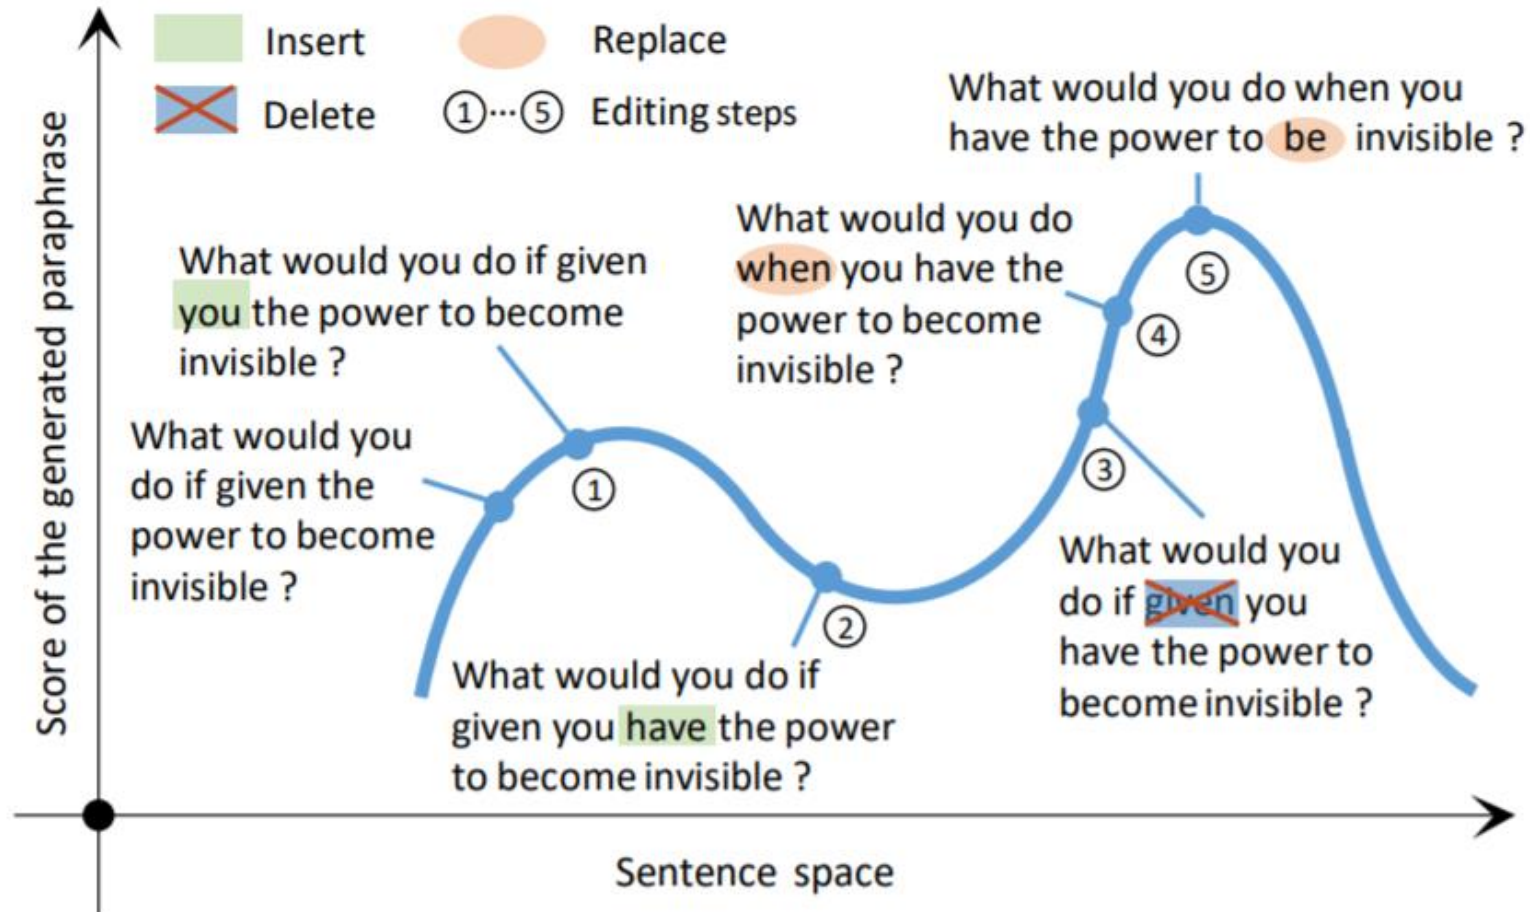 Insert
Replace
Delete
①···⑤ Editing steps
Score of the generated paraphrase
What would you do when you
have the power to be invisible ?
⑤
What would you do
when you have the
power to become
invisible ?
④
What would you do if given
you the power to become
invisible ?
①
What would you
do if given the
power to become
invisible ?
③
What would you
do if given you
have the power to
become invisible ?
②
What would you do if
given you have the power
to become invisible ?
Sentence space